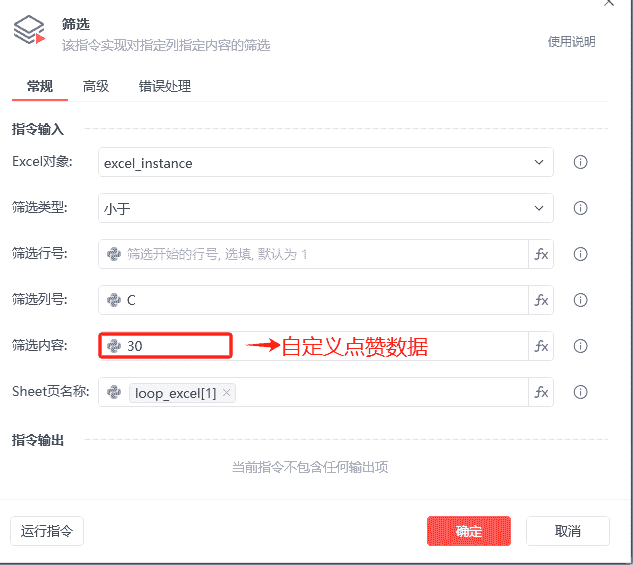 筛选
该指令实现对指定列指定内容的筛选
使用说明
常规 高级 错误处理
指令输入
Excel对象: excel_instance
筛选类型: 小于
筛选行号: 筛选开始的行号, 选填, 默认为 1 fx
筛选列号: C fx
筛选内容: 30 自定义点赞数据 fx
Sheet页名称: loop_excel[1] × fx
指令输出
当前指令不包含任何输出项
运行指令 确定 取消